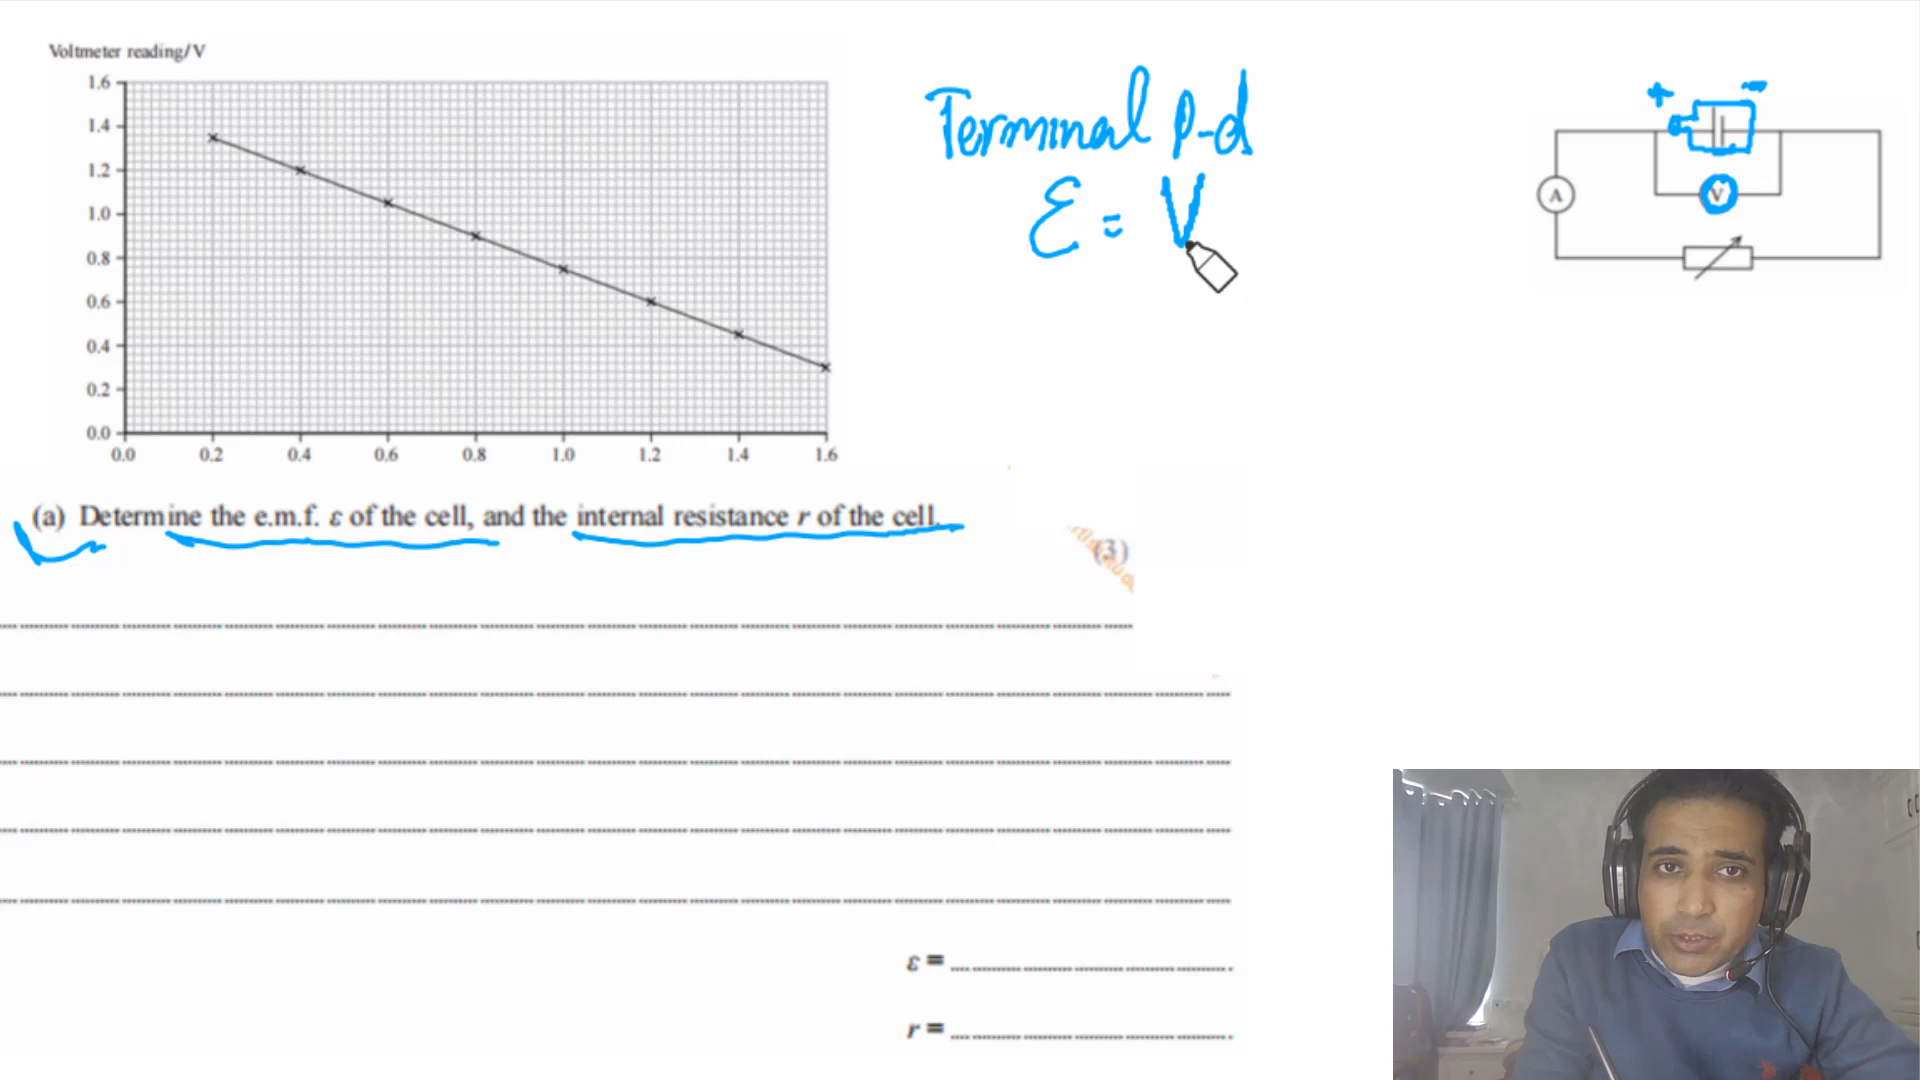 Voltmeter reading/V
1.6
1.4
1.2
1.0
0.8
0.6
0.4
0.2
0.0
0.0 0.2 0.4 0.6 0.8 1.0 1.2 1.4 1.6
Terminal p-d
ε = V
+ -
A
V
(a) Determine the e.m.f. ε of the cell, and the internal resistance r of the cell.
(3)
ε =
r =